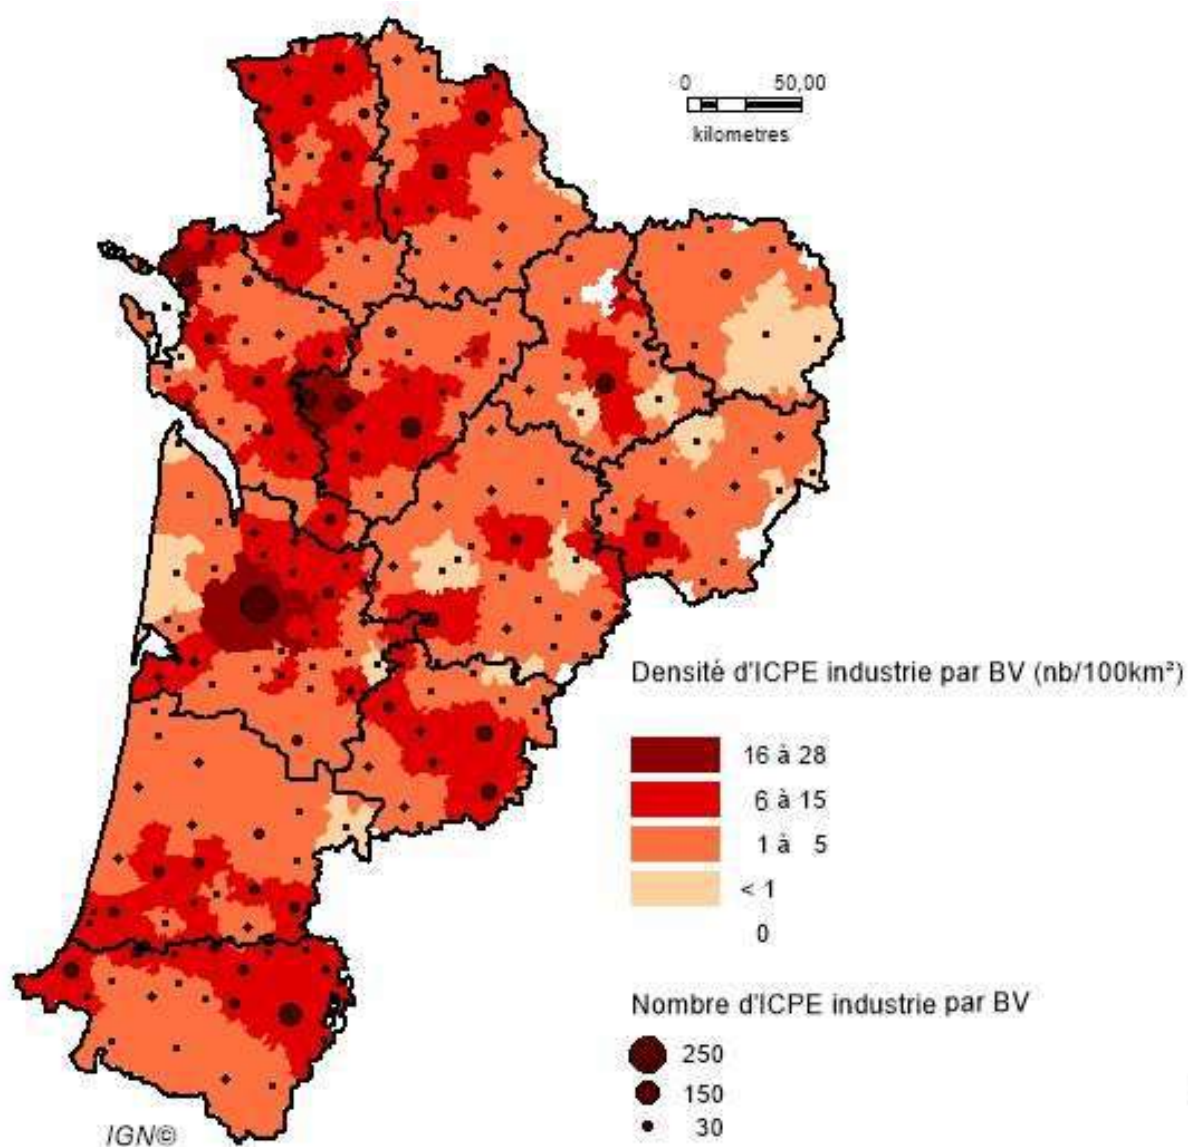 0 50,00
kilometres
Densité d'ICPE industrie par BV (nb/100km²)
16 à 28
6 à 15
1 à 5
< 1
0
Nombre d'ICPE industrie par BV
250
150
30
IGN©